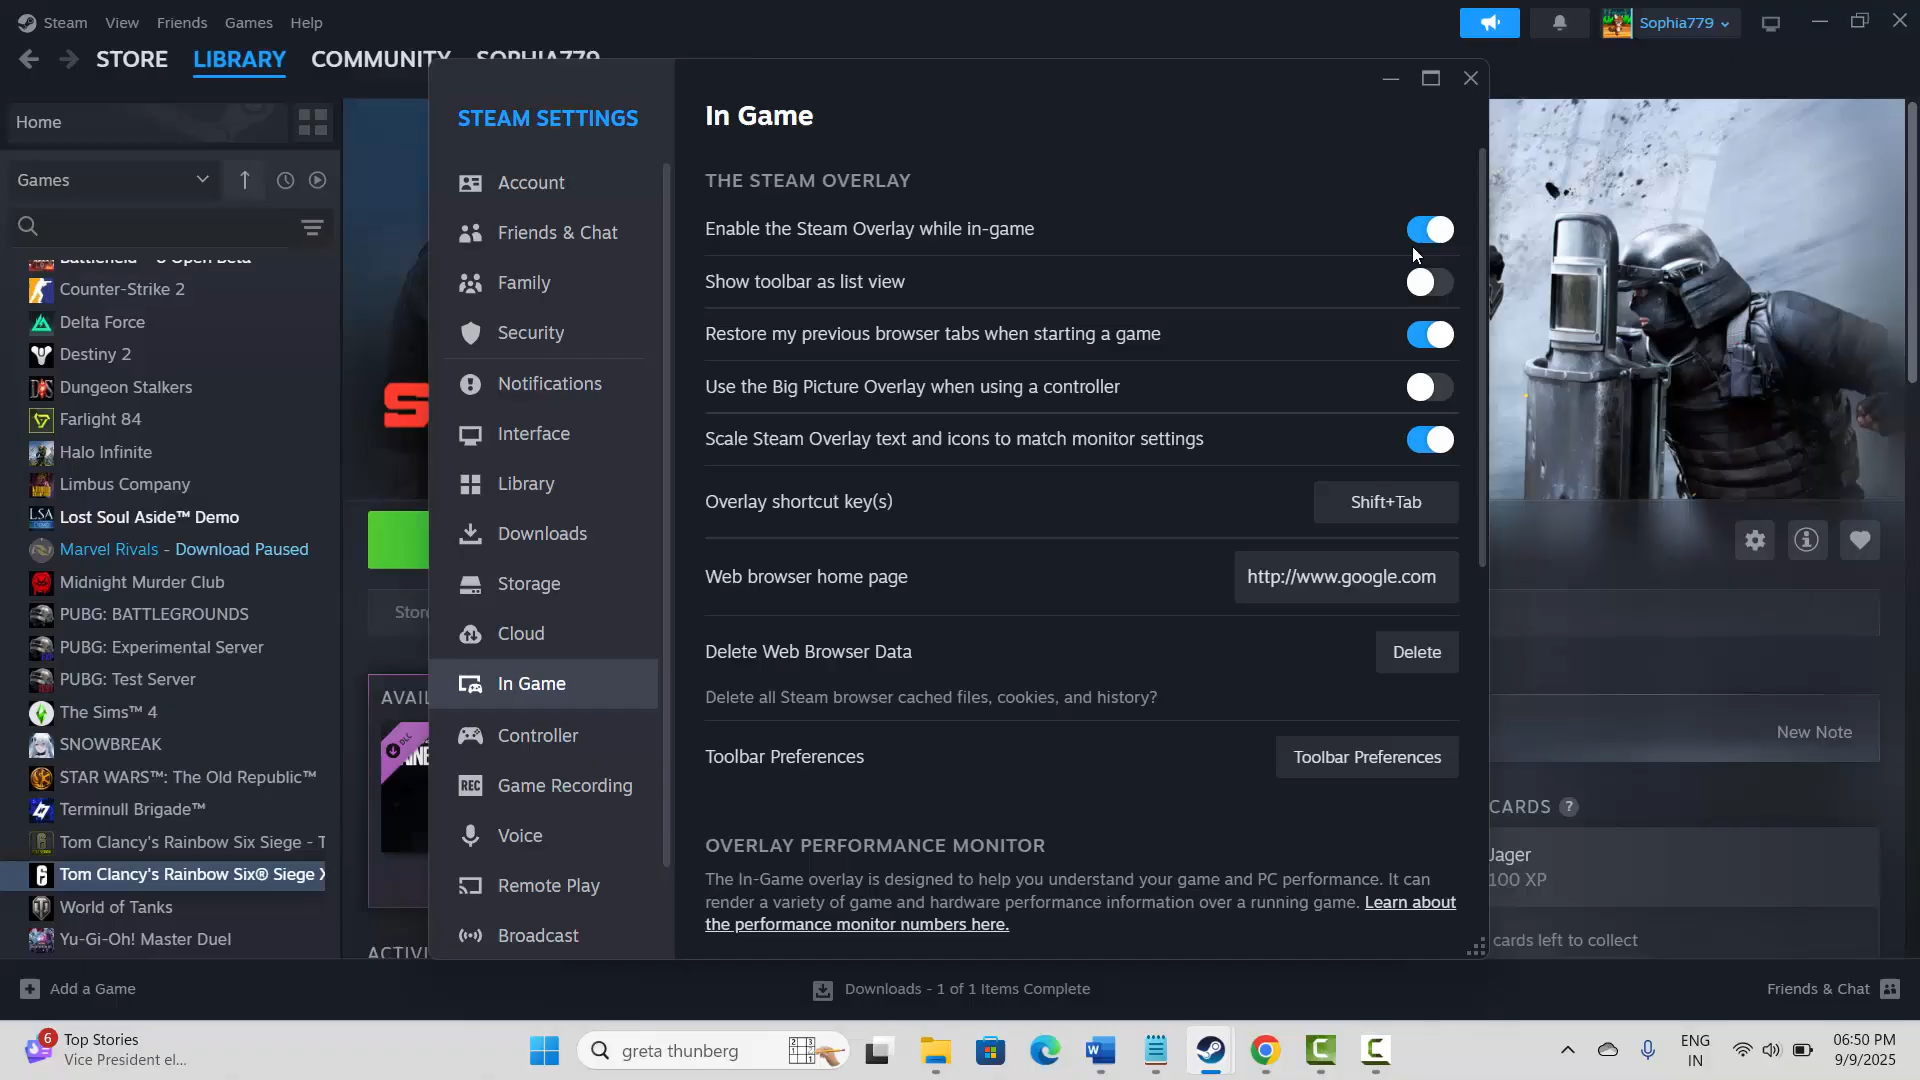 Steam View Friends Games Help
Sophia779
STORE LIBRARY COMMUNITY SOPHIA779
Home
Games
Counter-Strike 2
Delta Force
Destiny 2
Dungeon Stalkers
Farlight 84
Halo Infinite
Limbus Company
Lost Soul Aside™ Demo
Marvel Rivals - Download Paused
Midnight Murder Club
PUBG: BATTLEGROUNDS
PUBG: Experimental Server
PUBG: Test Server
The Sims™ 4
SNOWBREAK
STAR WARS™: The Old Republic™
Terminull Brigade™
Tom Clancy's Rainbow Six Siege - T
Tom Clancy's Rainbow Six® Siege X
World of Tanks
Yu-Gi-Oh! Master Duel
STEAM SETTINGS
Account
Friends & Chat
Family
Security
Notifications
Interface
Library
Downloads
Storage
Cloud
In Game
Controller
REC Game Recording
Voice
Remote Play
Broadcast
In Game
THE STEAM OVERLAY
Enable the Steam Overlay while in-game
Show toolbar as list view
Restore my previous browser tabs when starting a game
Use the Big Picture Overlay when using a controller
Scale Steam Overlay text and icons to match monitor settings
Overlay shortcut key(s) Shift+Tab
Web browser home page http://www.google.com
Delete Web Browser Data Delete
Delete all Steam browser cached files, cookies, and history?
Toolbar Preferences Toolbar Preferences
OVERLAY PERFORMANCE MONITOR
The In-Game overlay is designed to help you understand your game and PC performance. It can
render a variety of game and hardware performance information over a running game. Learn about
the performance monitor numbers here.
S
Store
AVAIL
DLC
ACTIV
New Note
CARDS ?
Jager
100 XP
cards left to collect
Add a Game
Downloads - 1 of 1 Items Complete
Friends & Chat
6 Top Stories
Vice President el...
greta thunberg
ENG
IN
06:50 PM
9/9/2025